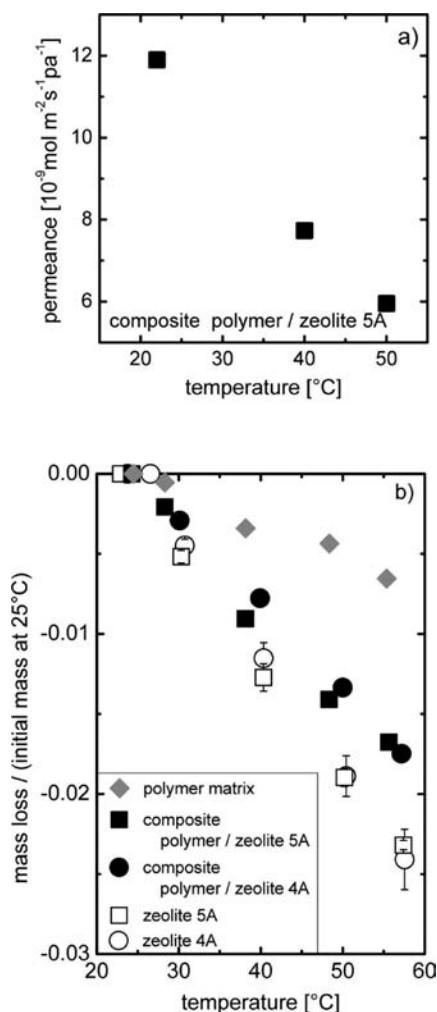 a)
12
10
8
6
permeance [10⁻⁹mol m⁻²s⁻¹pa⁻¹]
composite polymer / zeolite 5A
20 30 40 50
temperature [°C]
b)
0.00
-0.01
-0.02
-0.03
mass loss / (initial mass at 25°C)
polymer matrix
composite
polymer / zeolite 5A
composite
polymer / zeolite 4A
zeolite 5A
zeolite 4A
20 30 40 50 60
temperature [°C]